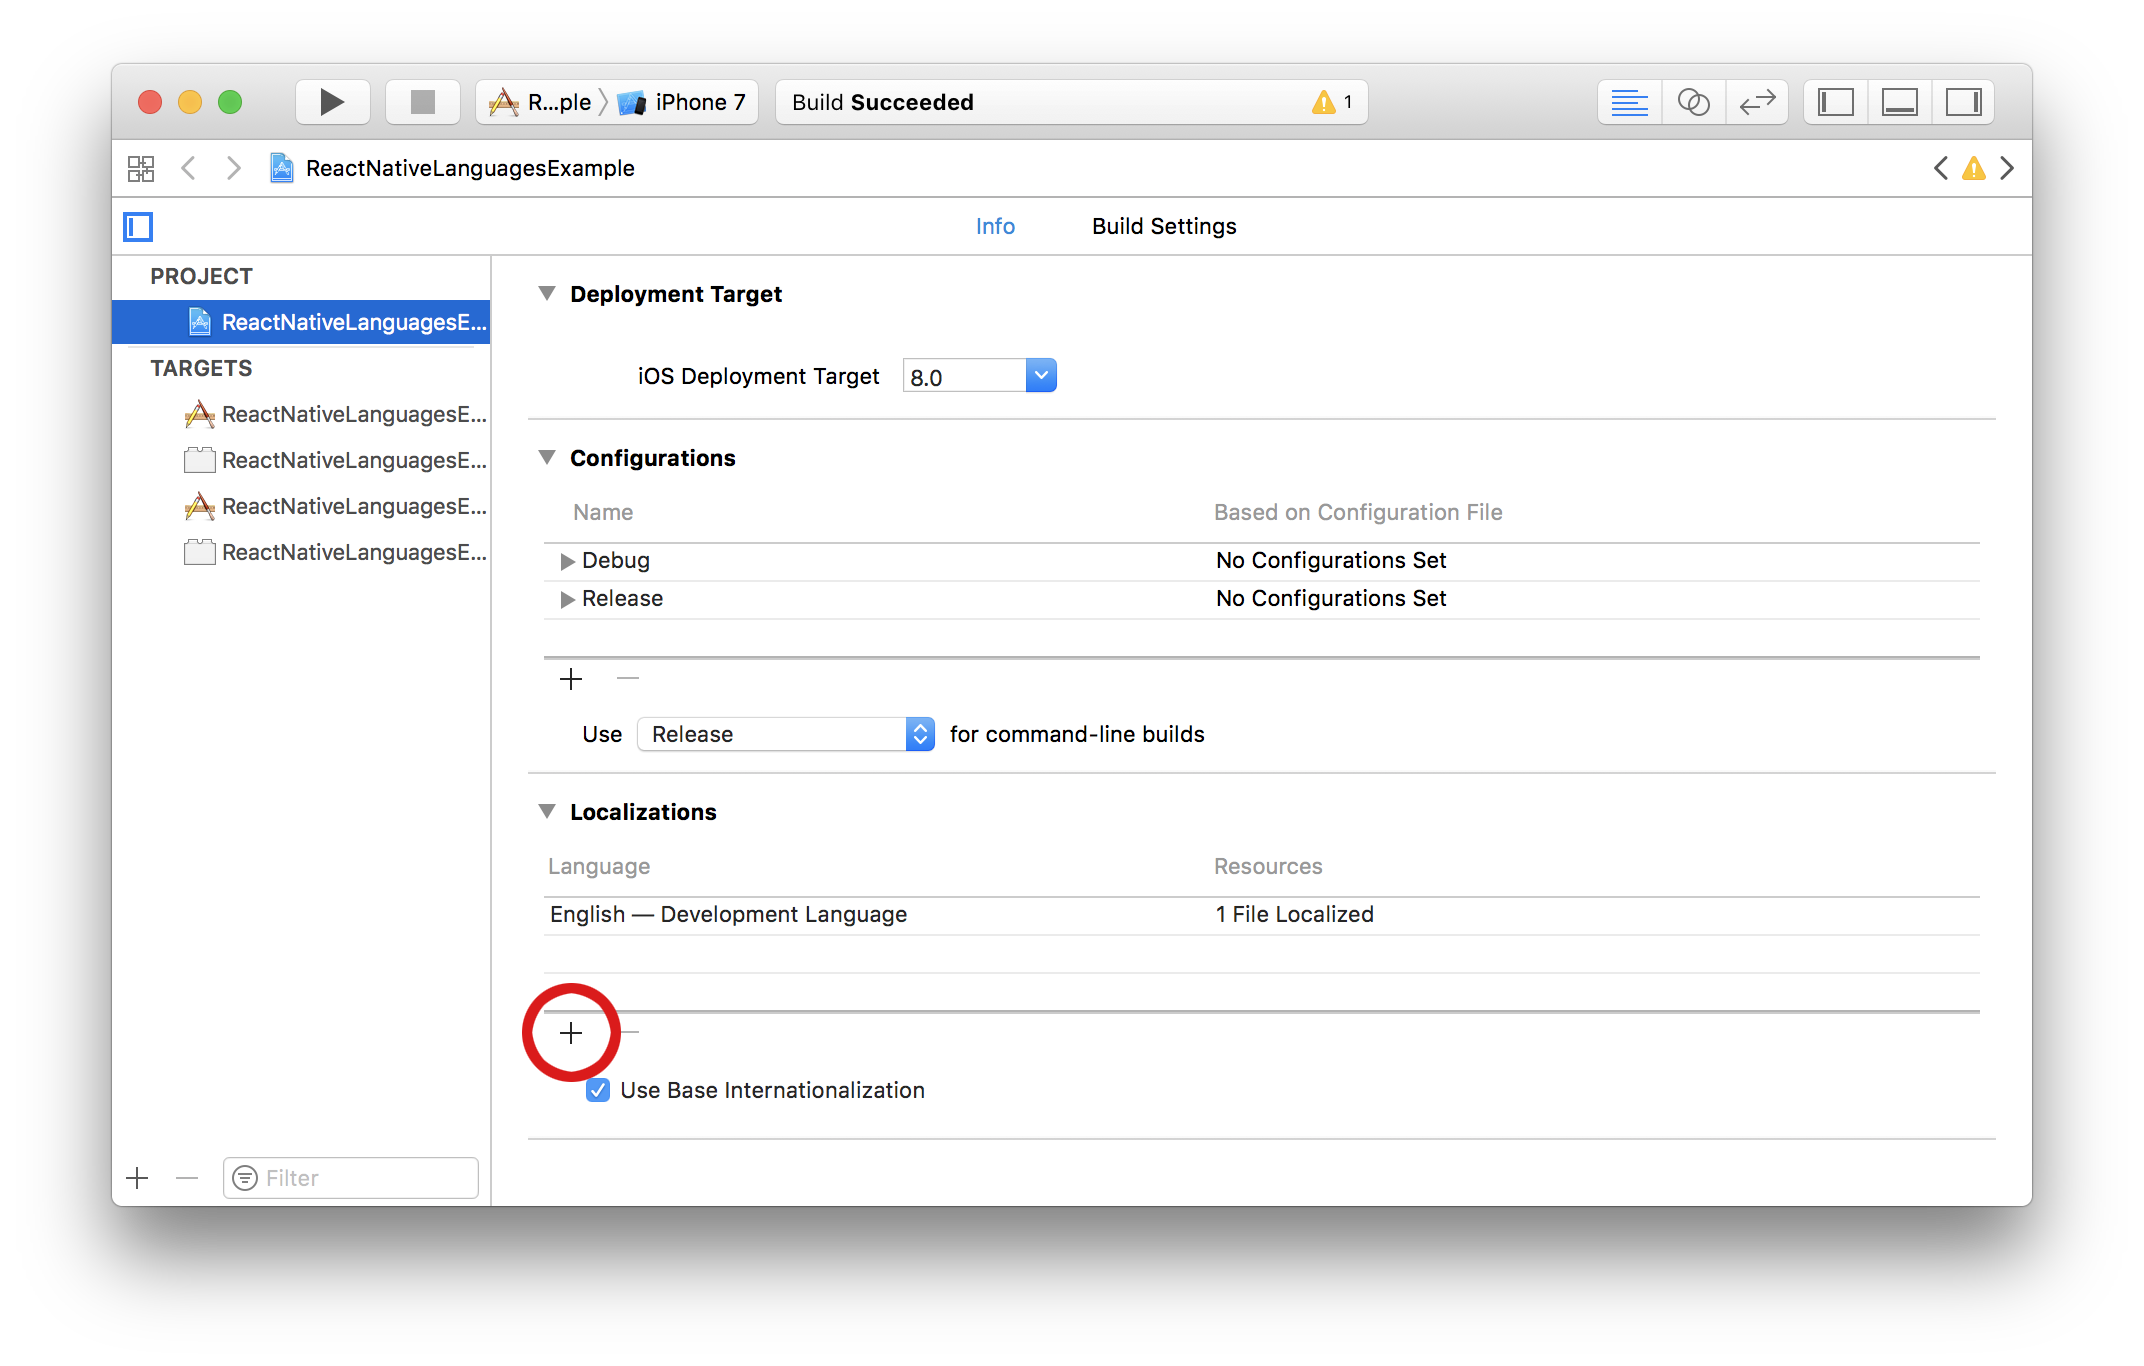 R...ple iPhone 7 Build Succeeded 1
ReactNativeLanguagesExample
Info Build Settings
PROJECT
ReactNativeLanguagesE...
TARGETS
ReactNativeLanguagesE...
ReactNativeLanguagesE...
ReactNativeLanguagesE...
ReactNativeLanguagesE...
Filter
Deployment Target
iOS Deployment Target 8.0
Configurations
Name Based on Configuration File
Debug No Configurations Set
Release No Configurations Set
Use Release for command-line builds
Localizations
Language Resources
English — Development Language 1 File Localized
Use Base Internationalization